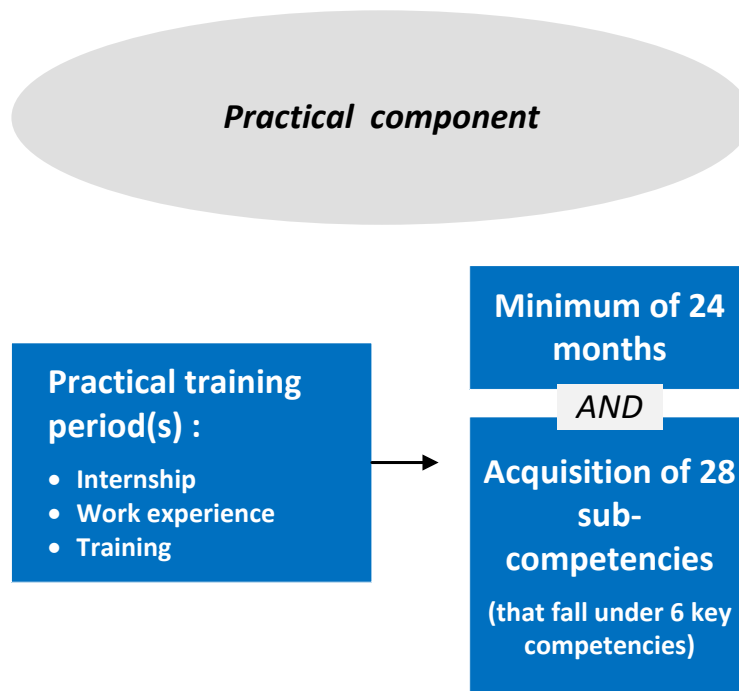 Practical component
Practical training
period(s) :
• Internship
• Work experience
• Training
Minimum of 24
months
AND
Acquisition of 28
sub-
competencies
(that fall under 6 key
competencies)